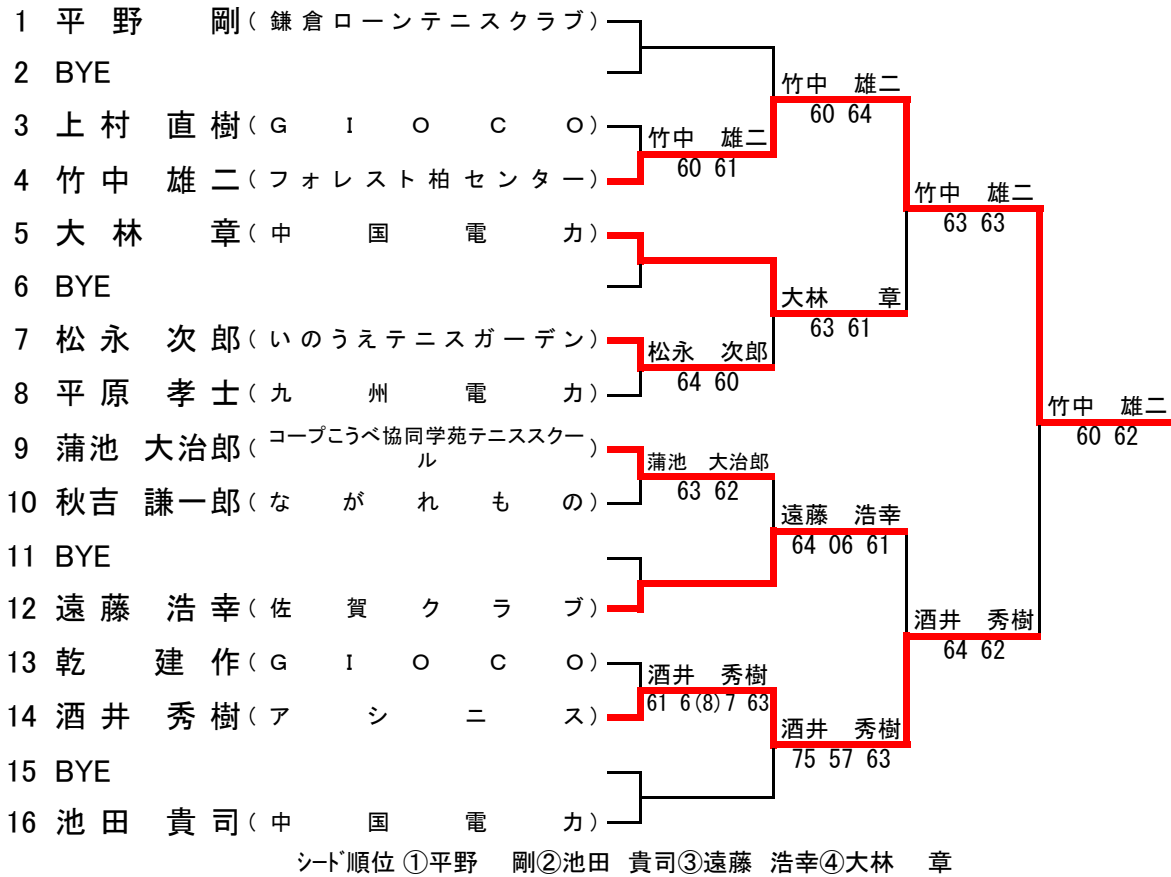 1 平野 剛(鎌倉ローンテニスクラブ)
2 BYE
竹中 雄二
60 64
3 上村 直樹(GIOCO)
竹中 雄二
60 61
4 竹中 雄二(フォレスト柏センター)
竹中 雄二
63 63
5 大林 章(中国電力)
6 BYE
大林 章
63 61
7 松永 次郎(いのうえテニスガーデン)
松永 次郎
64 60
8 平原 孝士(九州電力)
竹中 雄二
60 62
9 蒲池 大治郎(コープこうべ協同学苑テニススクー
ル)
蒲池 大治郎
63 62
10 秋吉 謙一郎(ながれもの)
遠藤 浩幸
64 06 61
11 BYE
12 遠藤 浩幸(佐賀クラブ)
酒井 秀樹
64 62
13 乾 建作(GIOCO)
酒井 秀樹
61 6(8)7 63
14 酒井 秀樹(アシニス)
酒井 秀樹
75 57 63
15 BYE
16 池田 貴司(中国電力)
シード順位 ①平野 剛②池田 貴司③遠藤 浩幸④大林 章